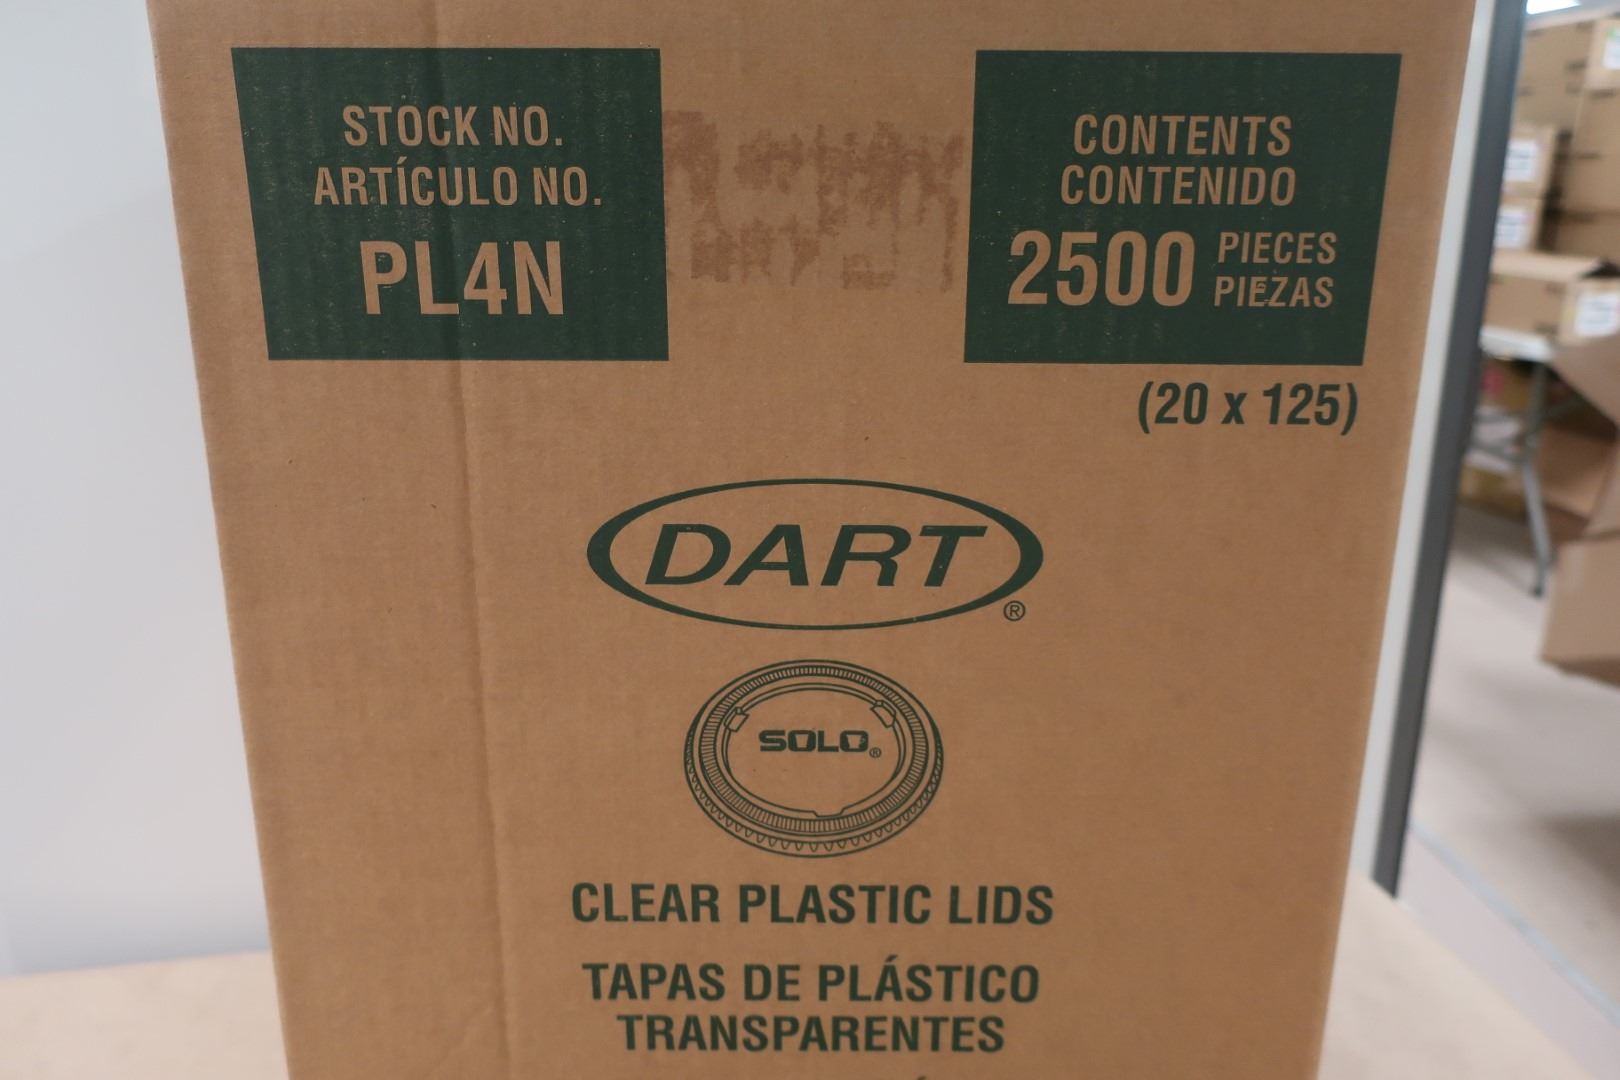 STOCK NO.
ARTÍCULO NO.
PL4N
CONTENTS
CONTENIDO
2500 PIECES
PIEZAS
(20 x 125)
DART®
SOLO®
CLEAR PLASTIC LIDS
TAPAS DE PLÁSTICO
TRANSPARENTES